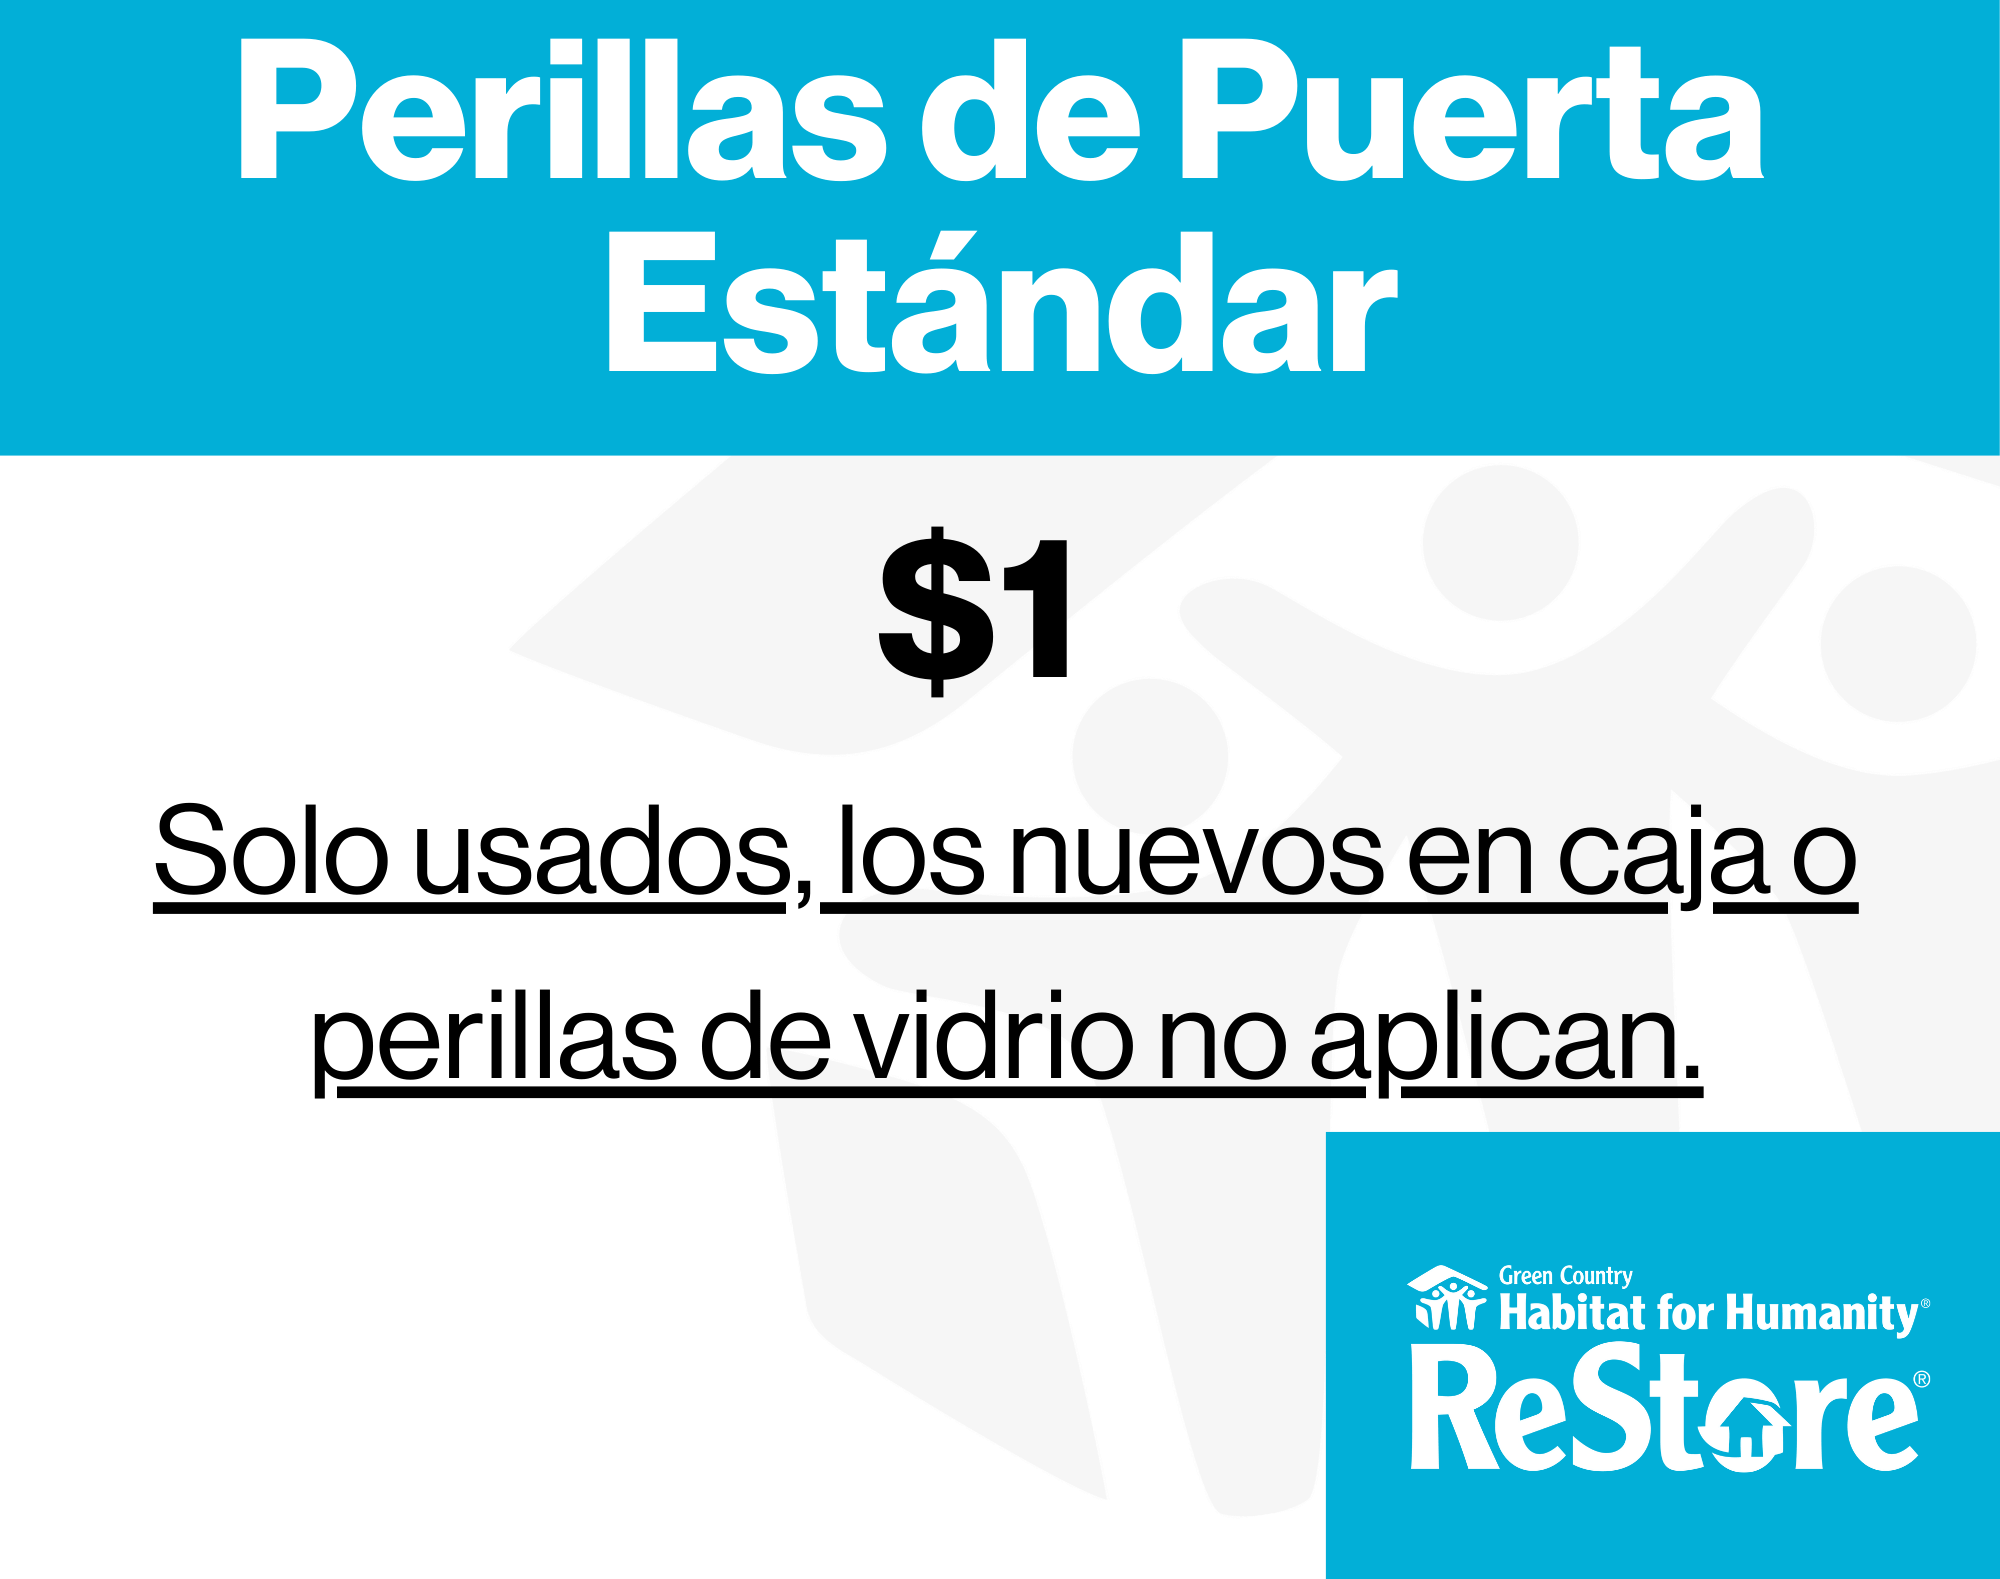 Perillas de Puerta
Estándar
$1
Solo usados, los nuevos en caja o
perillas de vidrio no aplican.
Green Country
Habitat for Humanity®
ReStore®